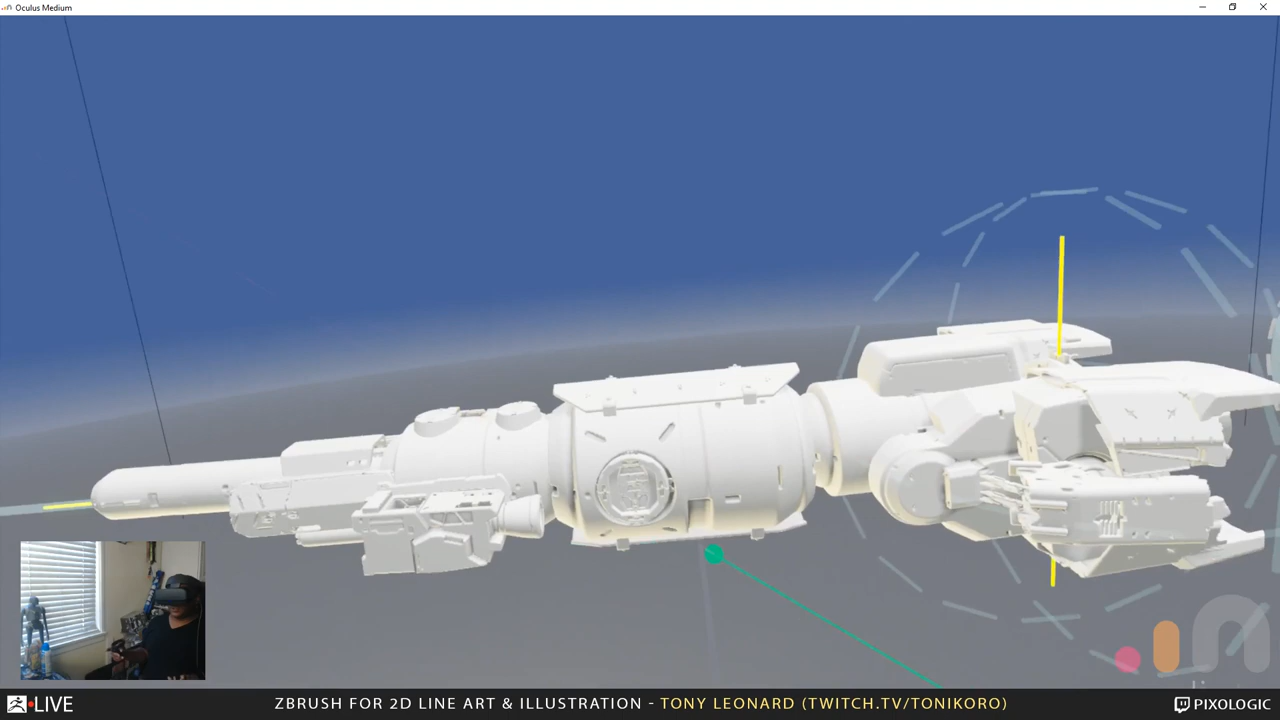 Oculus Medium
LIVE
ZBRUSH FOR 2D LINE ART & ILLUSTRATION - TONY LEONARD (TWITCH.TV/TONIKORO)
PIXOLOGIC